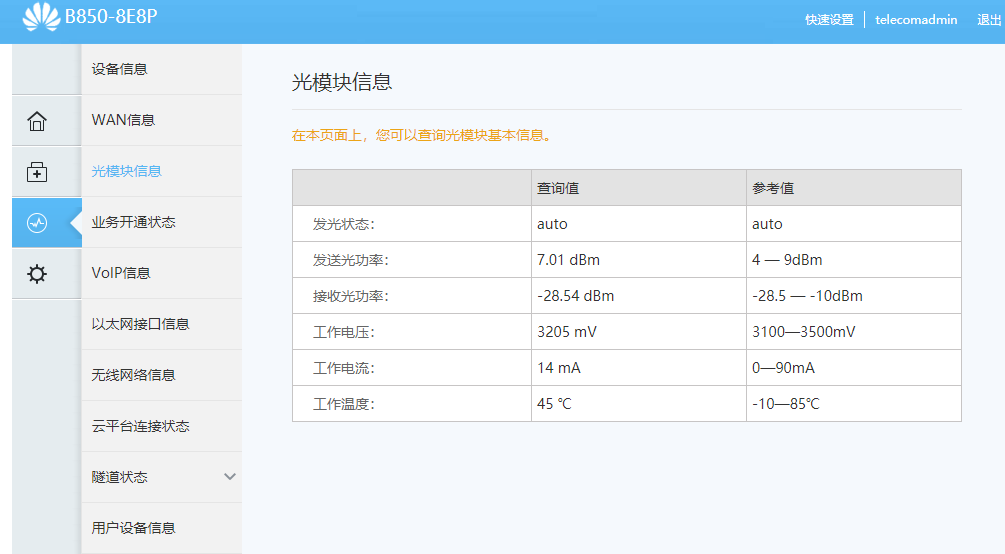 B850-8E8P
快速设置 telecomadmin 退出
设备信息
WAN信息
光模块信息
业务开通状态
VoIP信息
以太网接口信息
无线网络信息
云平台连接状态
隧道状态
用户设备信息
光模块信息
在本页面上，您可以查询光模块基本信息。
查询值 参考值
发光状态: auto auto
发送光功率: 7.01 dBm 4 — 9dBm
接收光功率: -28.54 dBm -28.5 — -10dBm
工作电压: 3205 mV 3100—3500mV
工作电流: 14 mA 0—90mA
工作温度: 45 ℃ -10—85℃